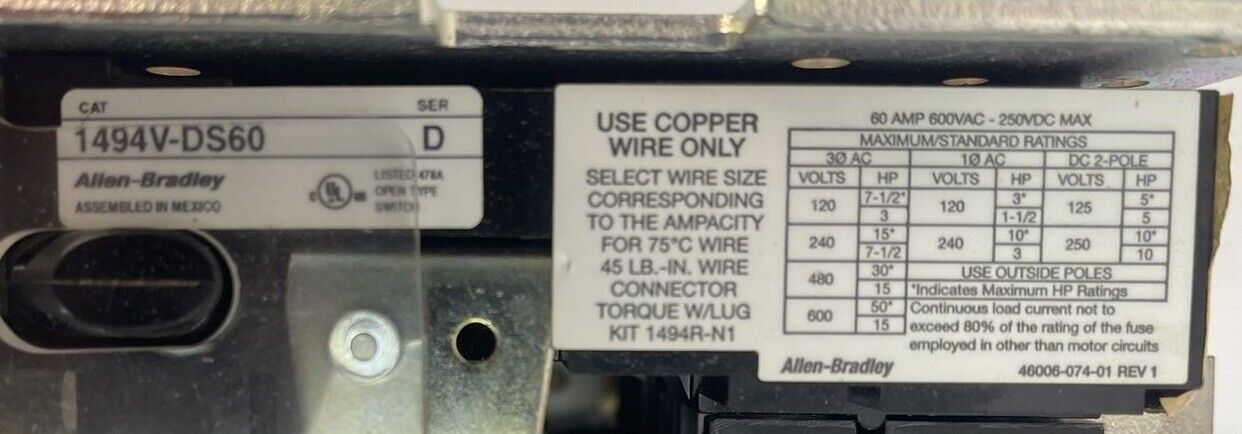 CAT SER
1494V-DS60 D
Allen-Bradley
ASSEMBLED IN MEXICO
C UL US
LISTED 478A
OPEN TYPE
SWITCH
USE COPPER
WIRE ONLY
SELECT WIRE SIZE
CORRESPONDING
TO THE AMPACITY
FOR 75°C WIRE
45 LB.-IN. WIRE
CONNECTOR
TORQUE W/LUG
KIT 1494R-N1
60 AMP 600VAC - 250VDC MAX
MAXIMUM/STANDARD RATINGS
3Ø AC 1Ø AC DC 2-POLE
VOLTS HP VOLTS HP VOLTS HP
120 7-1/2* 120 3* 125 5*
3 1-1/2 5
240 15* 240 10* 250 10*
7-1/2 3 10
480 30* USE OUTSIDE POLES
15 *Indicates Maximum HP Ratings
600 50* Continuous load current not to
15 exceed 80% of the rating of the fuse
employed in other than motor circuits
Allen-Bradley 46006-074-01 REV 1